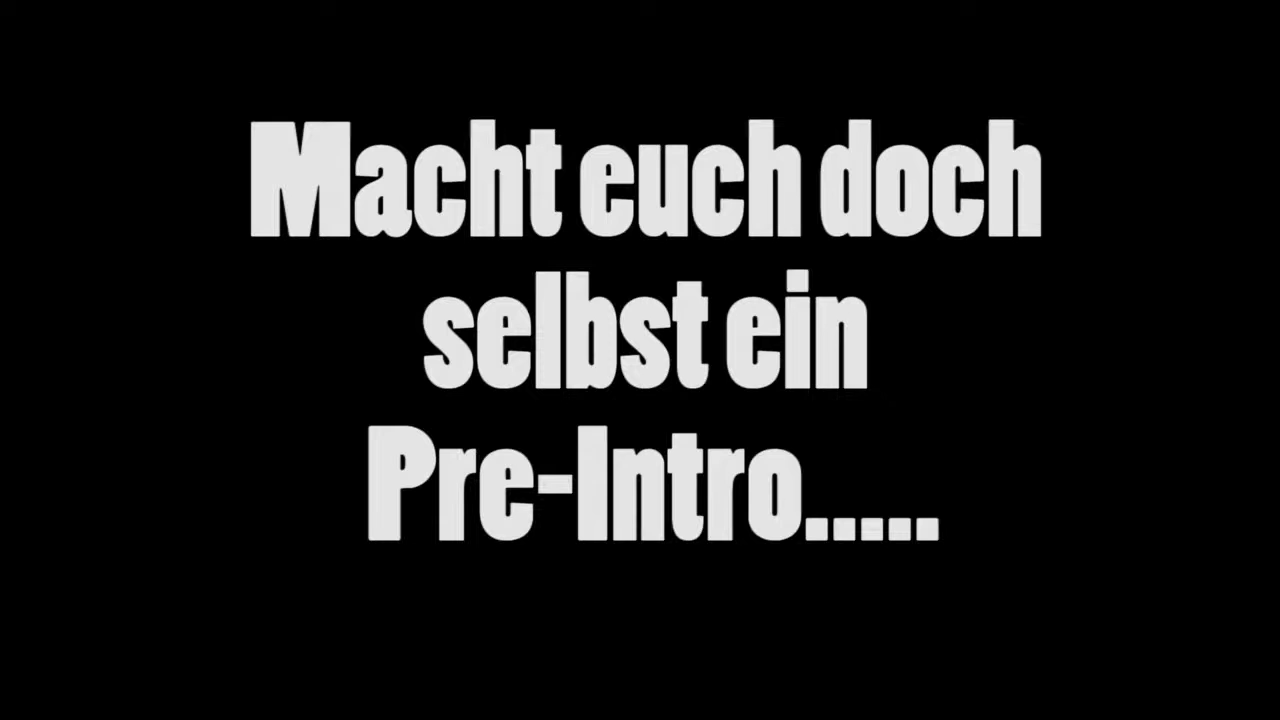 Macht euch doch
selbst ein
Pre-Intro.....